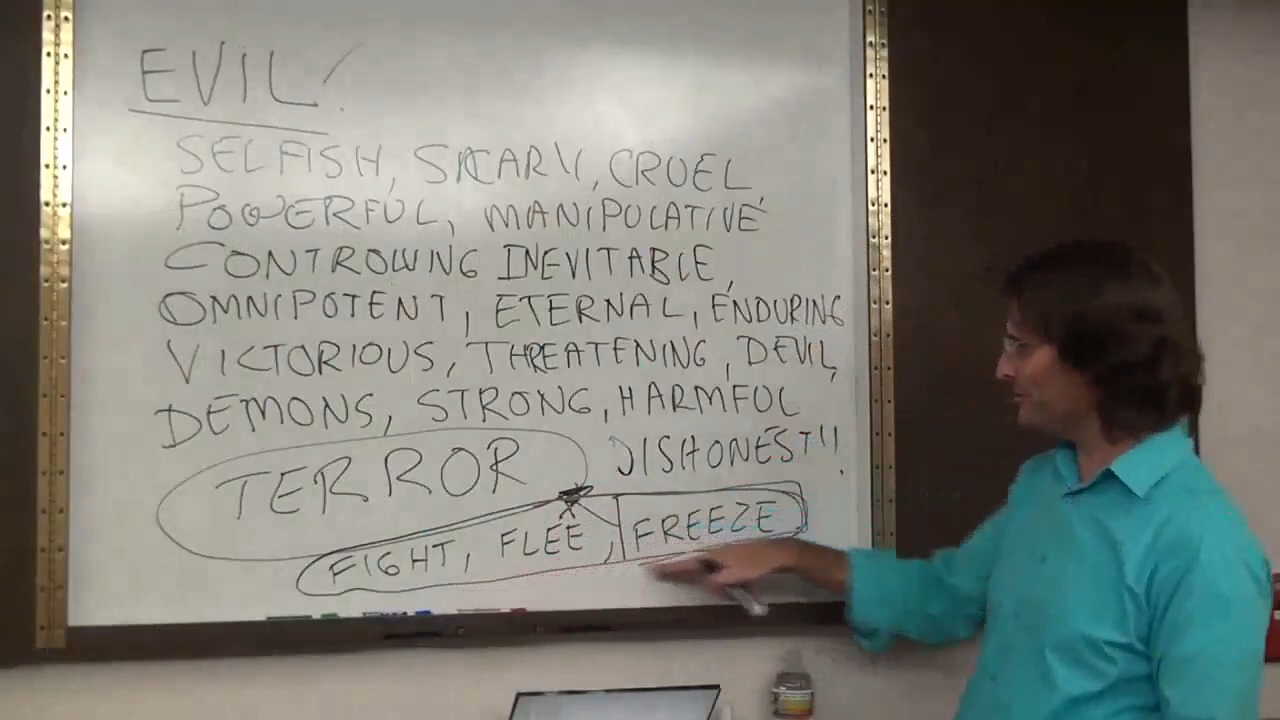 EVIL!
SELFISH, SCARY, CRUEL,
POWERFUL, MANIPULATIVE
CONTROLLING INEVITABLE,
OMNIPOTENT, ETERNAL, ENDURING
VICTORIOUS, THREATENING, DEVIL,
DEMONS, STRONG, HARMFUL
DISHONEST!!
TERROR
FIGHT, FLEE, FREEZE